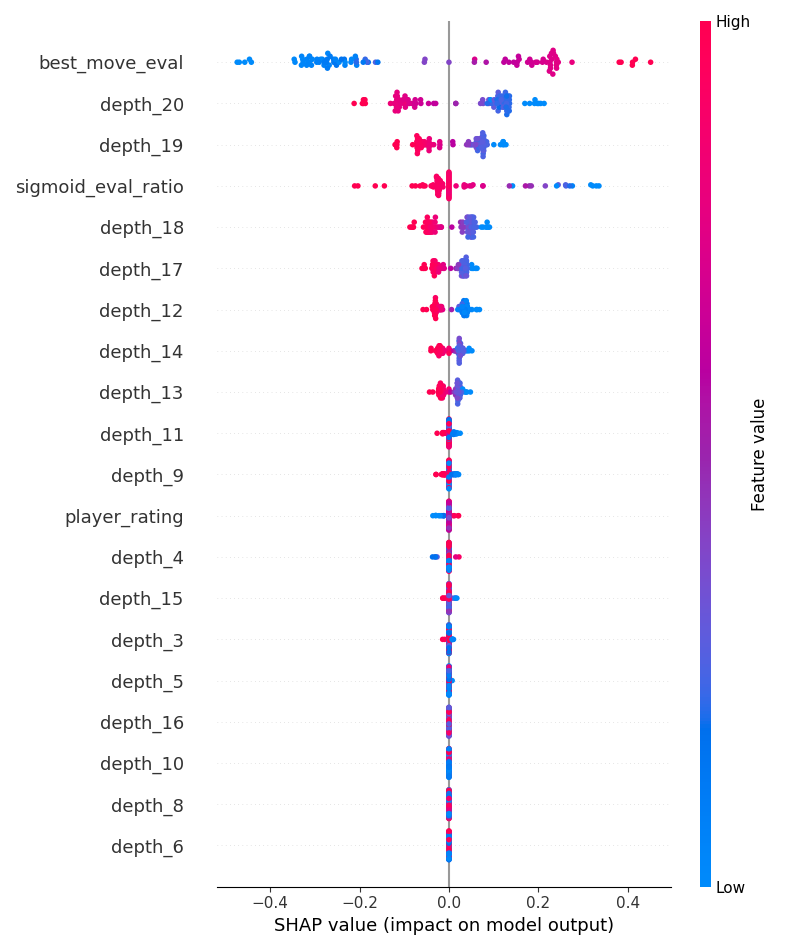 High
best_move_eval
depth_20
depth_19
sigmoid_eval_ratio
depth_18
depth_17
depth_12
depth_14
depth_13
depth_11
depth_9
player_rating
depth_4
depth_15
depth_3
depth_5
depth_16
depth_10
depth_8
depth_6
Feature value
Low
−0.4 −0.2 0.0 0.2 0.4
SHAP value (impact on model output)